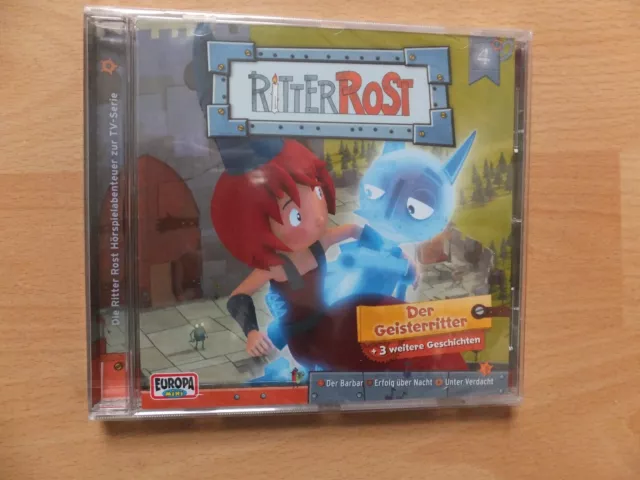 Die Ritter Rost Hörspielabenteuer zur TV-Serie
4
RITTER ROST
Der
Geisterritter
+ 3 weitere Geschichten
Der Barbar Erfolg über Nacht Unter Verdacht
EUROPA
MINI